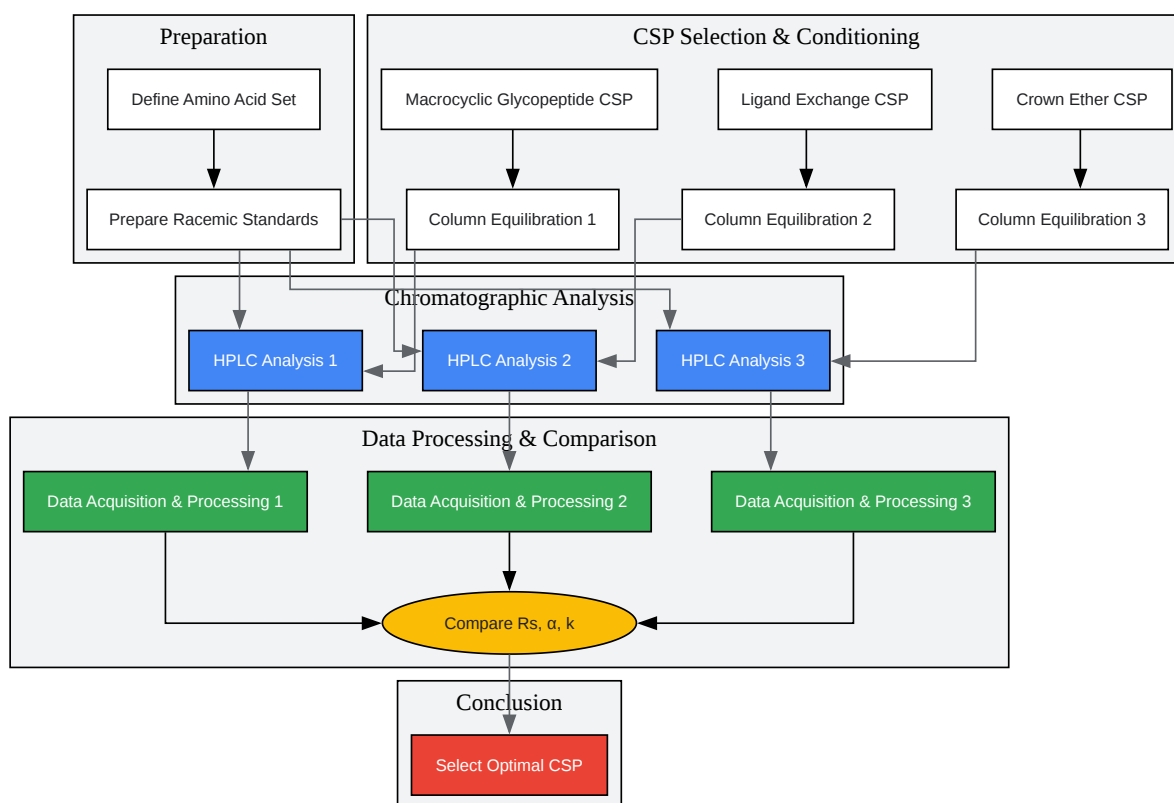 Preparation
CSP Selection & Conditioning
Define Amino Acid Set
Macrocyclic Glycopeptide CSP
Ligand Exchange CSP
Crown Ether CSP
Prepare Racemic Standards
Column Equilibration 1
Column Equilibration 2
Column Equilibration 3
Chromatographic Analysis
HPLC Analysis 1
HPLC Analysis 2
HPLC Analysis 3
Data Processing & Comparison
Data Acquisition & Processing 1
Data Acquisition & Processing 2
Data Acquisition & Processing 3
Compare Rs, α, k
Conclusion
Select Optimal CSP